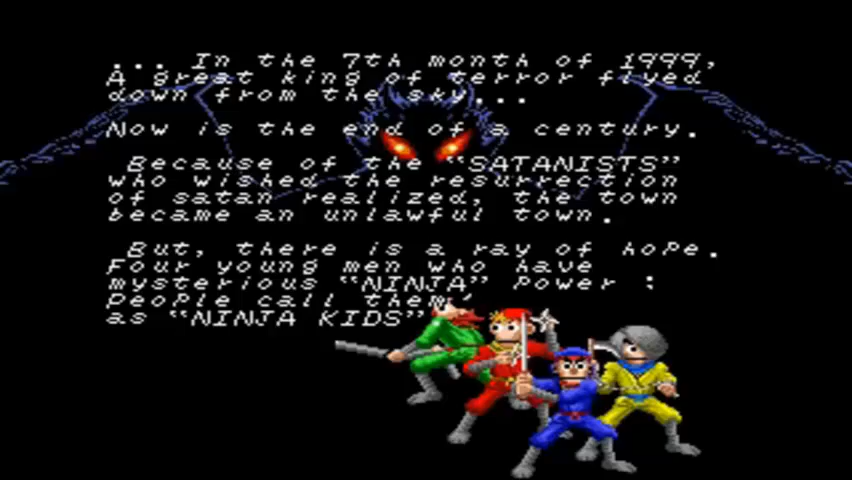 ... In the 7th month of 1999,
A great king of terror flyed
down from the sky...
Now is the end of a century.
Because of the "SATANISTS"
who wished the resurrection
of satan realized, the town
became an unlawful town.
But, there is a ray of hope.
Four young men who have
mysterious "NINJA" power :
People call them,
as "NINJA KIDS"